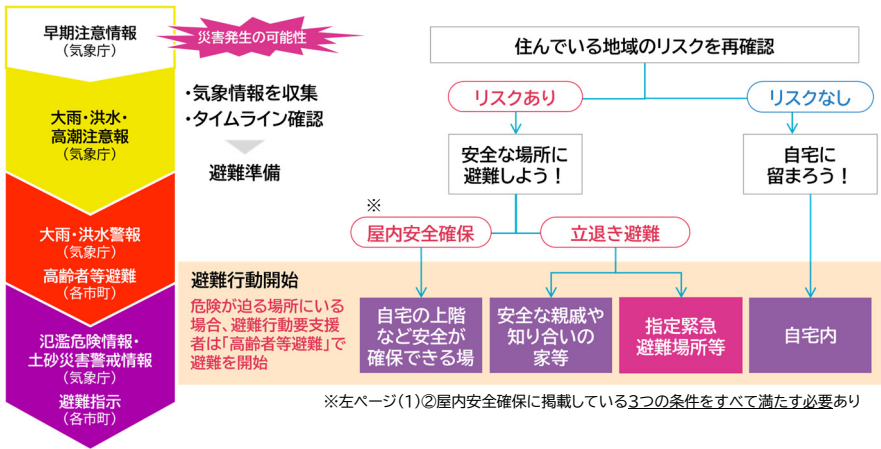 早期注意情報
（気象庁）
災害発生の可能性
大雨・洪水・
高潮注意報
（気象庁）
・気象情報を収集
・タイムライン確認
避難準備
大雨・洪水警報
（気象庁）
高齢者等避難
（各市町）
氾濫危険情報・
土砂災害警戒情報
（気象庁）
避難指示
（各市町）
住んでいる地域のリスクを再確認
リスクあり
リスクなし
安全な場所に
避難しよう！
自宅に
留まろう！
※
屋内安全確保
立退き避難
避難行動開始
危険が迫る場所にいる
場合、避難行動要支援
者は「高齢者等避難」で
避難を開始
自宅の上階
など安全が
確保できる場
安全な親戚や
知り合いの
家等
指定緊急
避難場所等
自宅内
※左ページ(1)②屋内安全確保に掲載している3つの条件をすべて満たす必要あり